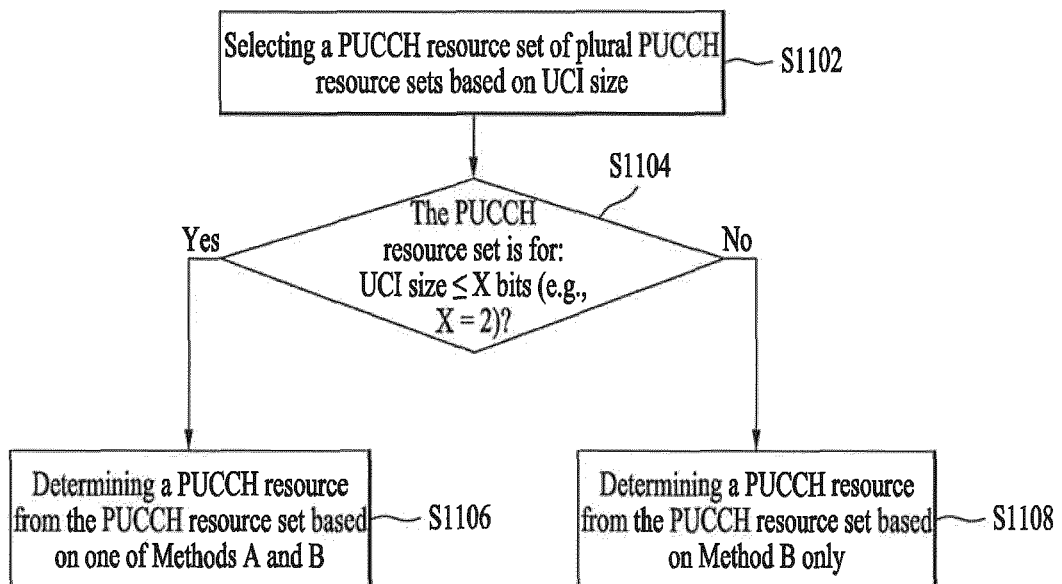 Selecting a PUCCH resource set of plural PUCCH
resource sets based on UCI size
S1102
S1104
The PUCCH
resource set is for:
UCI size ≤ X bits (e.g.,
X = 2)?
Yes
No
Determining a PUCCH resource
from the PUCCH resource set based
on one of Methods A and B
S1106
Determining a PUCCH resource
from the PUCCH resource set based
on Method B only
S1108